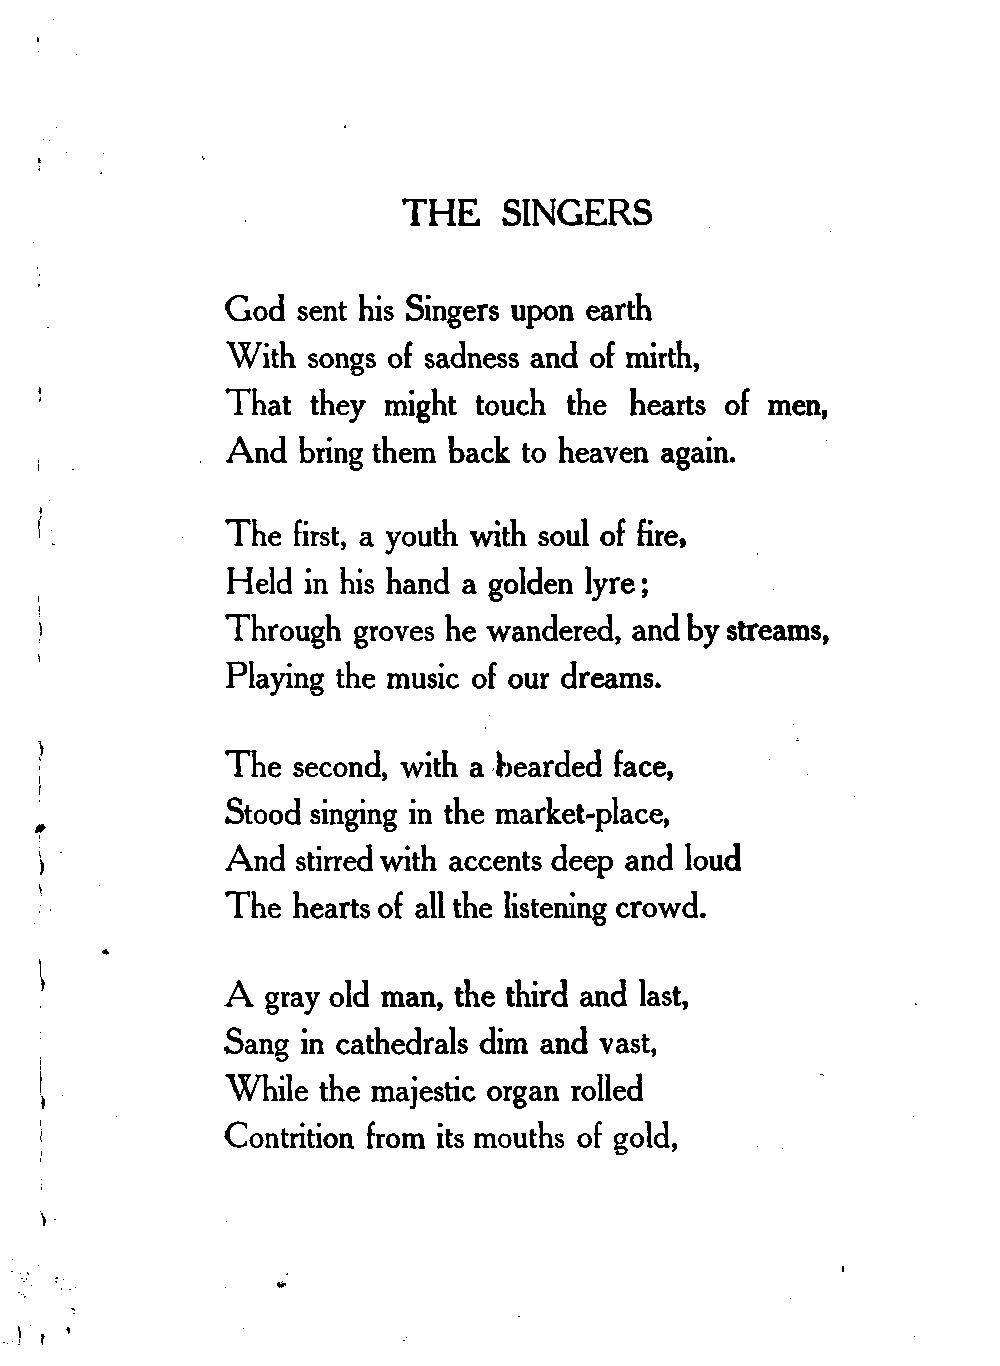 THE SINGERS
God sent his Singers upon earth
With songs of sadness and of mirth,
That they might touch the hearts of men,
And bring them back to heaven again.
The first, a youth with soul of fire,
Held in his hand a golden lyre;
Through groves he wandered, and by streams,
Playing the music of our dreams.
The second, with a bearded face,
Stood singing in the market-place,
And stirred with accents deep and loud
The hearts of all the listening crowd.
A gray old man, the third and last,
Sang in cathedrals dim and vast,
While the majestic organ rolled
Contrition from its mouths of gold,